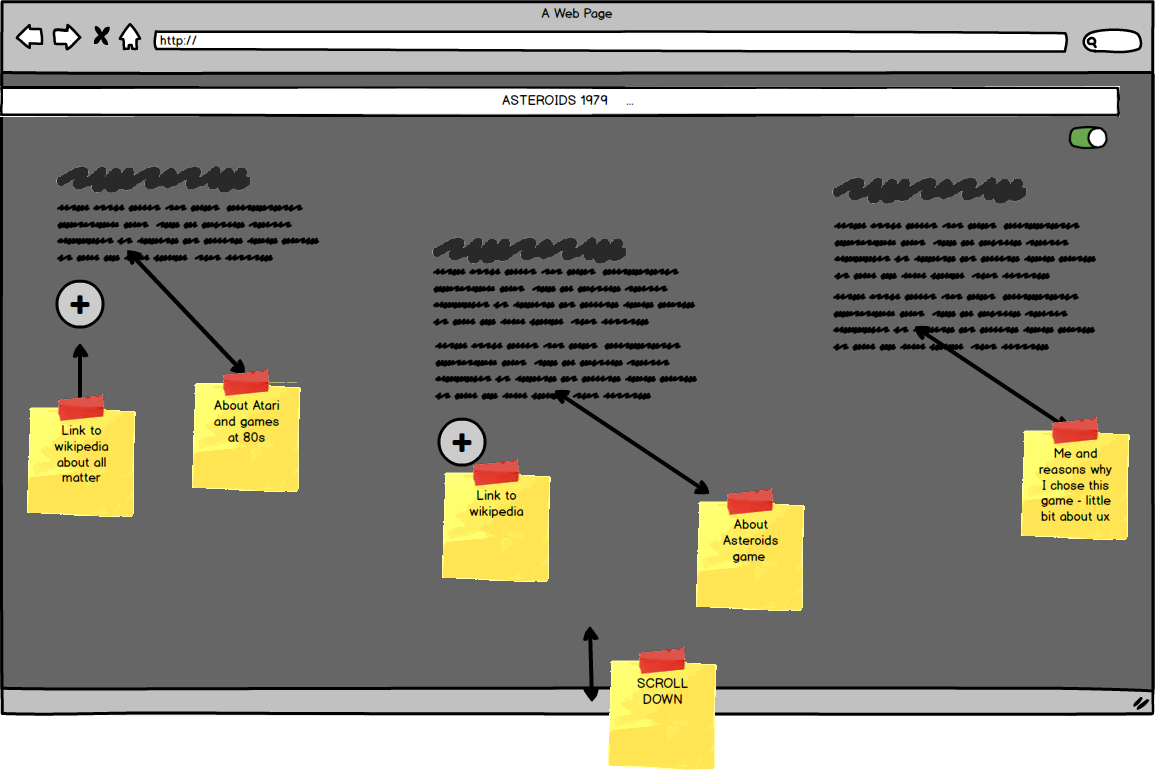 A Web Page
http://
ASTEROIDS 1979 ...
About Atari
and games
at 80s
Link to
wikipedia
about all
matter
Link to
wikipedia
About
Asteroids
game
Me and
reasons why
I chose this
game - little
bit about ux
SCROLL
DOWN